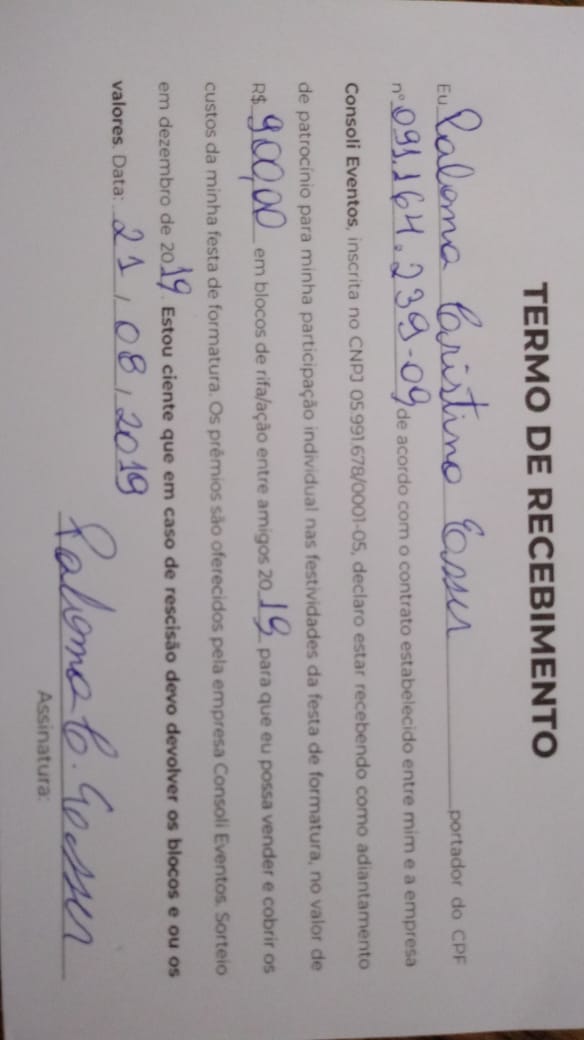 TERMO DE RECEBIMENTO
Eu Paloma Cristina Esser portador do CPF
nº 091.164.239-09 de acordo com o contrato estabelecido entre mim e a empresa
Consoli Eventos, inscrita no CNPJ 05.991.678/0001-05, declaro estar recebendo como adiantamento
de patrocínio para minha participação individual nas festividades da festa de formatura, no valor de
R$ 900,00 em blocos de rifa/ação entre amigos 2019 para que eu possa vender e cobrir os
custos da minha festa de formatura. Os prêmios são oferecidos pela empresa Consoli Eventos. Sorteio
em dezembro de 2019. Estou ciente que em caso de rescisão devo devolver os blocos e ou os
valores. Data: 21 / 08 / 2019
Paloma C. Esser
Assinatura: